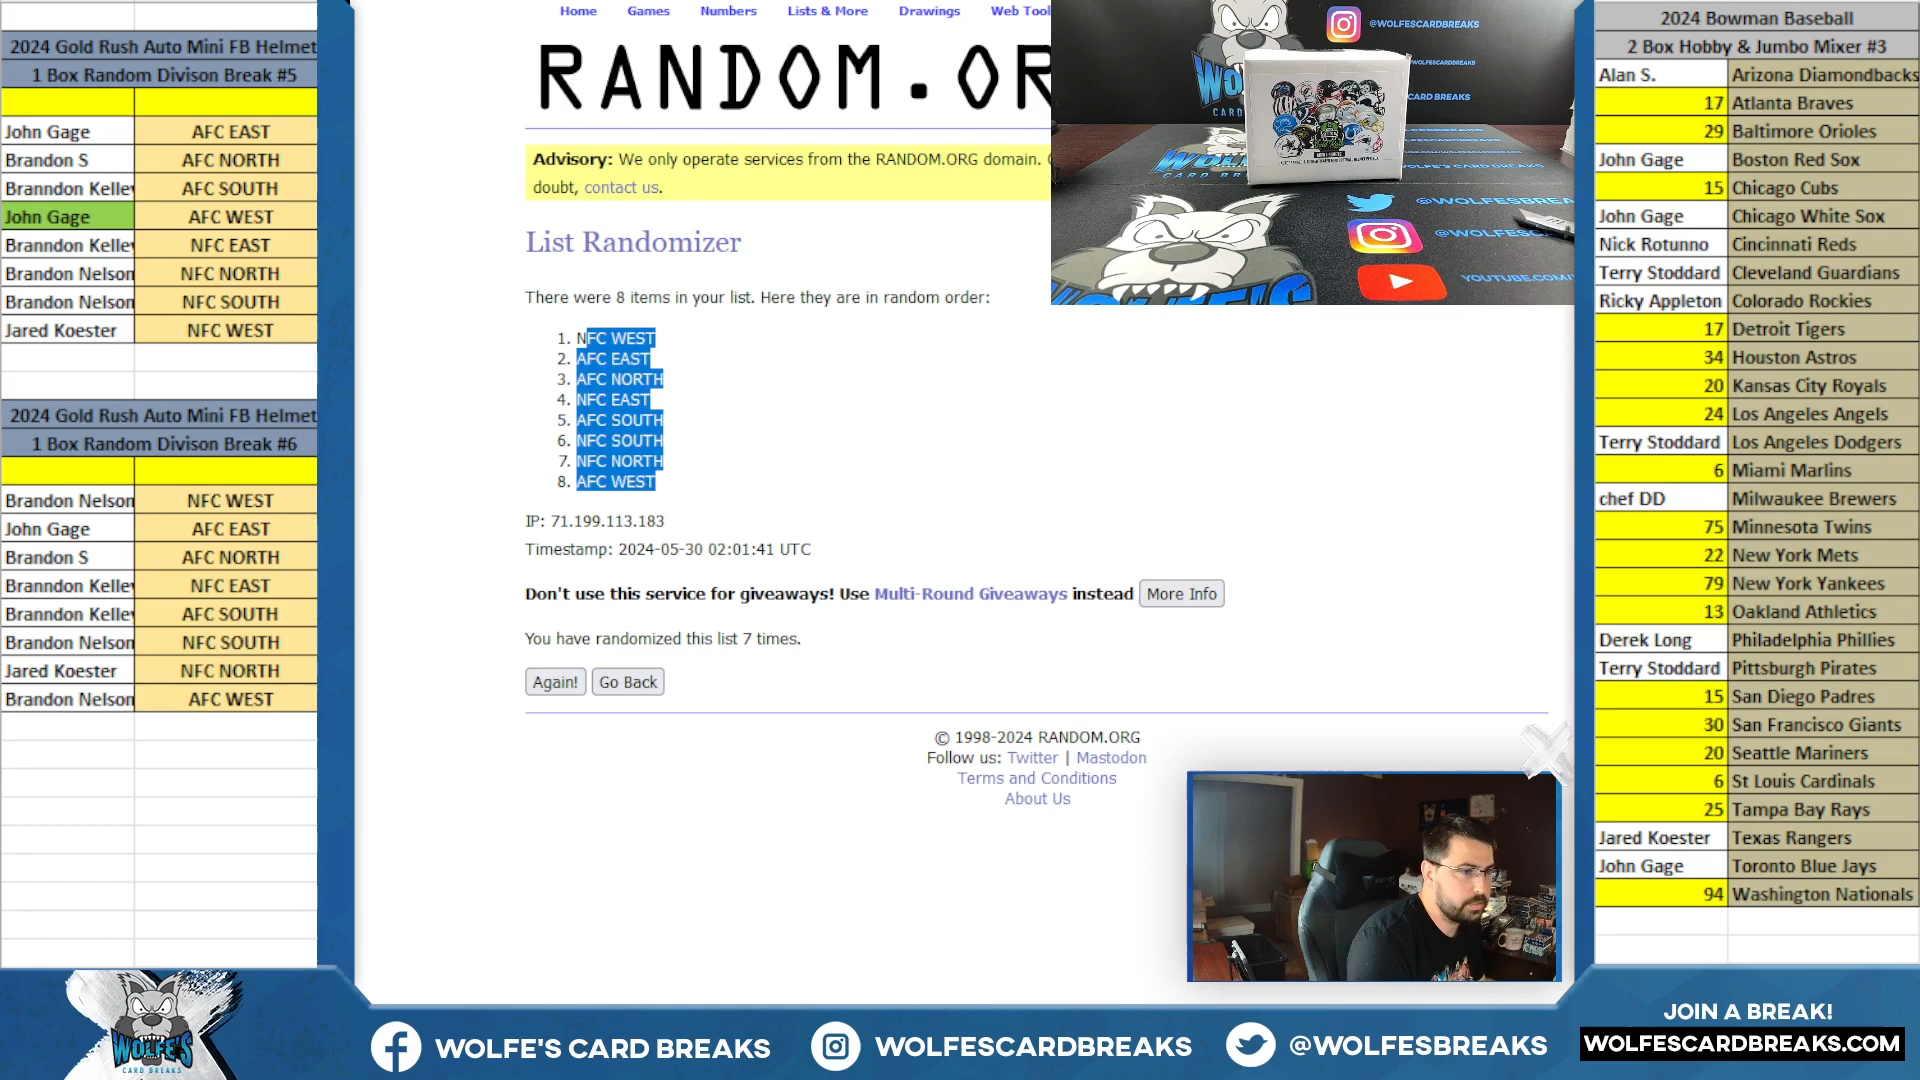 2024 Gold Rush Auto Mini FB Helmet
1 Box Random Divison Break #5
John Gage AFC EAST
Brandon S AFC NORTH
Branndon Kelley AFC SOUTH
John Gage AFC WEST
Branndon Kelley NFC EAST
Brandon Nelson NFC NORTH
Brandon Nelson NFC SOUTH
Jared Koester NFC WEST
2024 Gold Rush Auto Mini FB Helmet
1 Box Random Divison Break #6
Brandon Nelson NFC WEST
John Gage AFC EAST
Brandon S AFC NORTH
Branndon Kelley NFC EAST
Branndon Kelley AFC SOUTH
Brandon Nelson NFC SOUTH
Jared Koester NFC NORTH
Brandon Nelson AFC WEST
Home Games Numbers Lists & More Drawings Web Tool
RANDOM.OR
Advisory: We only operate services from the RANDOM.ORG domain.
doubt, contact us.
List Randomizer
There were 8 items in your list. Here they are in random order:
1. NFC WEST
2. AFC EAST
3. AFC NORTH
4. NFC EAST
5. AFC SOUTH
6. NFC SOUTH
7. NFC NORTH
8. AFC WEST
IP: 71.199.113.183
Timestamp: 2024-05-30 02:01:41 UTC
Don't use this service for giveaways! Use Multi-Round Giveaways instead More Info
You have randomized this list 7 times.
Again! Go Back
© 1998-2024 RANDOM.ORG
Follow us: Twitter | Mastodon
Terms and Conditions
About Us
@WOLFESCARDBREAKS
CARD BREAKS
@WOLFESBREA
@WOLFESC
YOUTUBE.COM/
2024 Bowman Baseball
2 Box Hobby & Jumbo Mixer #3
Alan S. Arizona Diamondbacks
17 Atlanta Braves
29 Baltimore Orioles
John Gage Boston Red Sox
15 Chicago Cubs
John Gage Chicago White Sox
Nick Rotunno Cincinnati Reds
Terry Stoddard Cleveland Guardians
Ricky Appleton Colorado Rockies
17 Detroit Tigers
34 Houston Astros
20 Kansas City Royals
24 Los Angeles Angels
Terry Stoddard Los Angeles Dodgers
6 Miami Marlins
chef DD Milwaukee Brewers
75 Minnesota Twins
22 New York Mets
79 New York Yankees
13 Oakland Athletics
Derek Long Philadelphia Phillies
Terry Stoddard Pittsburgh Pirates
15 San Diego Padres
30 San Francisco Giants
20 Seattle Mariners
6 St Louis Cardinals
25 Tampa Bay Rays
Jared Koester Texas Rangers
John Gage Toronto Blue Jays
94 Washington Nationals
WOLFE'S
CARD BREAKS
WOLFE'S CARD BREAKS
WOLFESCARDBREAKS
@WOLFESBREAKS
JOIN A BREAK!
WOLFESCARDBREAKS.COM